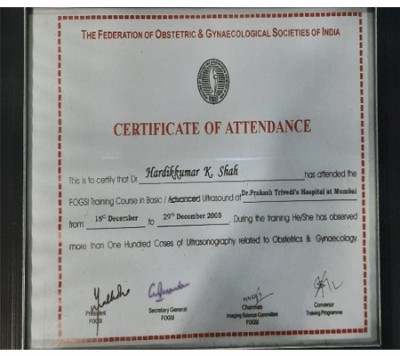 THE FEDERATION OF OBSTETRIC & GYNAECOLOGICAL SOCIETIES OF INDIA
CERTIFICATE OF ATTENDANCE
This is to certify that Dr. Hardikkumar K. Shah has attended the
FOGSI Training Course in Basic / Advanced Ultrasound at Dr.Prakash Trivedi's Hospital at Mumbai
from 15th December to 29th December 2003. During the training He/She has observed
more than One Hundred Cases of Ultrasonography related to Obstetrics & Gynaecology
President
FOGSI
Secretary General
FOGSI
Chairman
Imaging Science Committee
FOGSI
Convenor
Training Programme